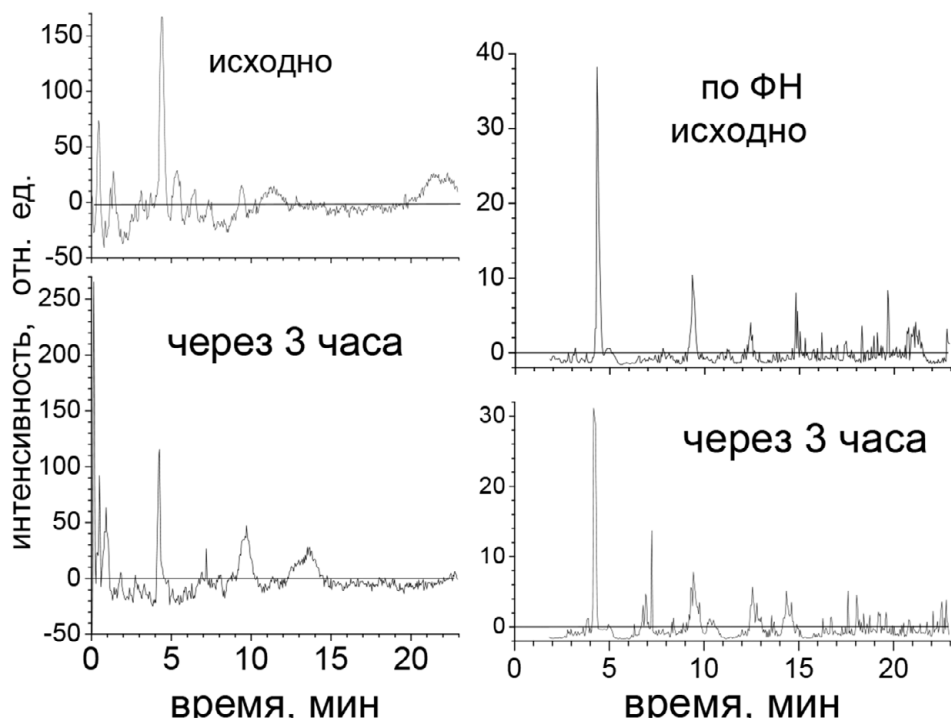 интенсивность, отн. ед.
150
100
50
0
-50
исходно
250
200
150
100
50
0
-50
через 3 часа
0 5 10 15 20
время, мин
40
30
20
10
0
по ФН
исходно
30
20
10
0
через 3 часа
0 5 10 15 20
время, мин